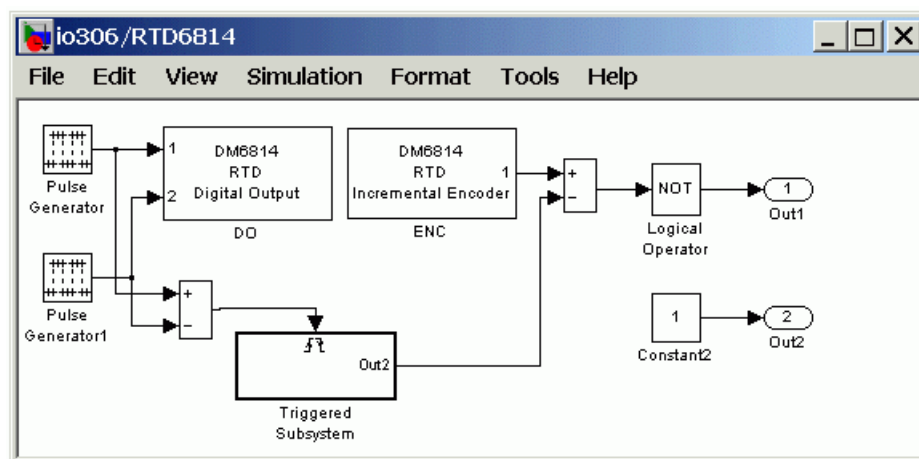 io306/RTD6814
File Edit View Simulation Format Tools Help
Pulse
Generator
1
2
DM6814
RTD
Digital Output
DO
DM6814
RTD
Incremental Encoder
1
ENC
+
−
NOT
Logical
Operator
1
Out1
Pulse
Generator1
+
−
Out2
Triggered
Subsystem
1
Constant2
2
Out2